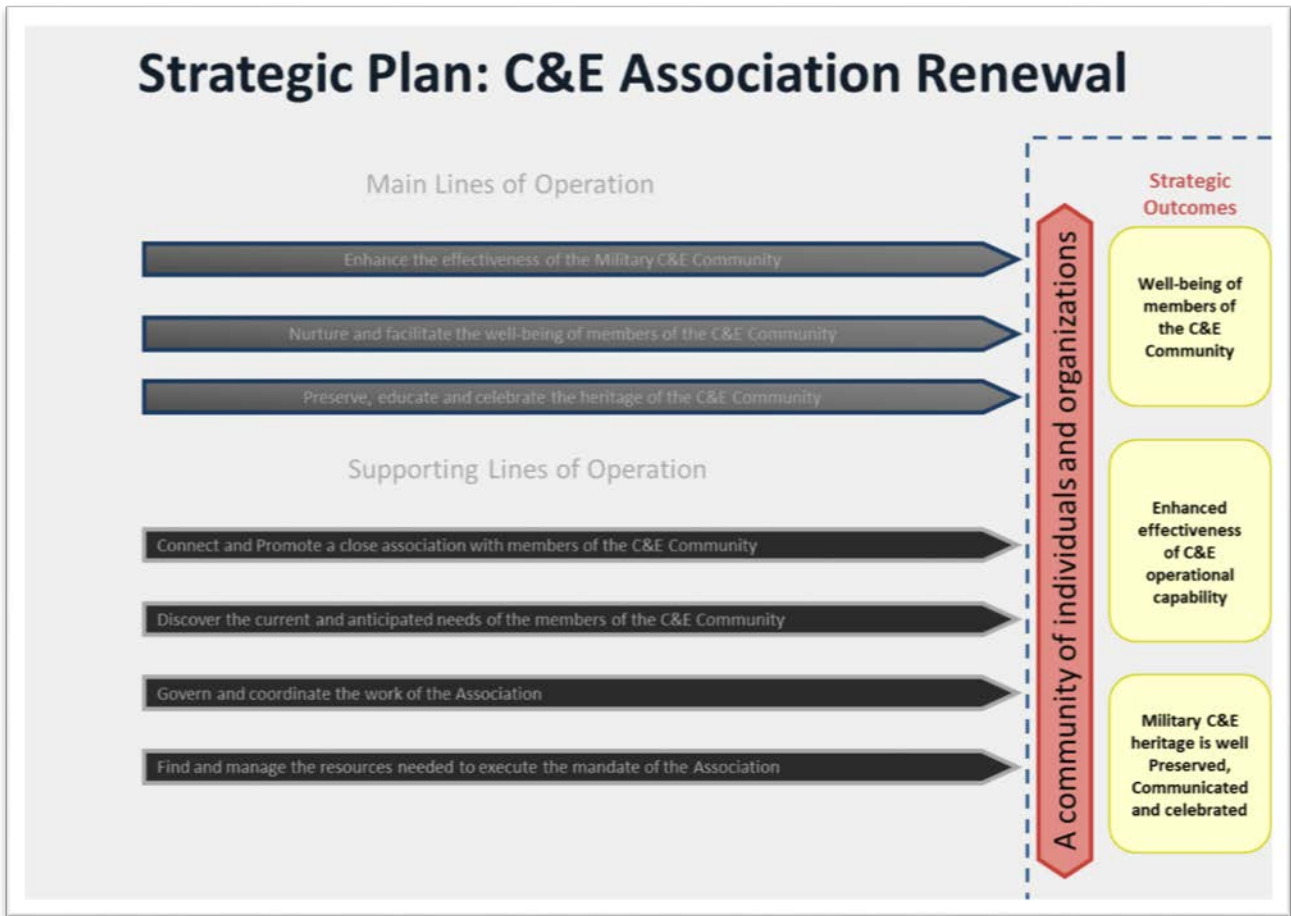 Strategic Plan: C&E Association Renewal
Main Lines of Operation
Enhance the effectiveness of the Military C&E Community
Nurture and facilitate the well-being of members of the C&E Community
Preserve, educate and celebrate the heritage of the C&E Community
Supporting Lines of Operation
Connect and Promote a close association with members of the C&E Community
Discover the current and anticipated needs of the members of the C&E Community
Govern and coordinate the work of the Association
Find and manage the resources needed to execute the mandate of the Association
A community of individuals and organizations
Strategic
Outcomes
Well-being of
members of
the C&E
Community
Enhanced
effectiveness
of C&E
operational
capability
Military C&E
heritage is well
Preserved,
Communicated
and celebrated